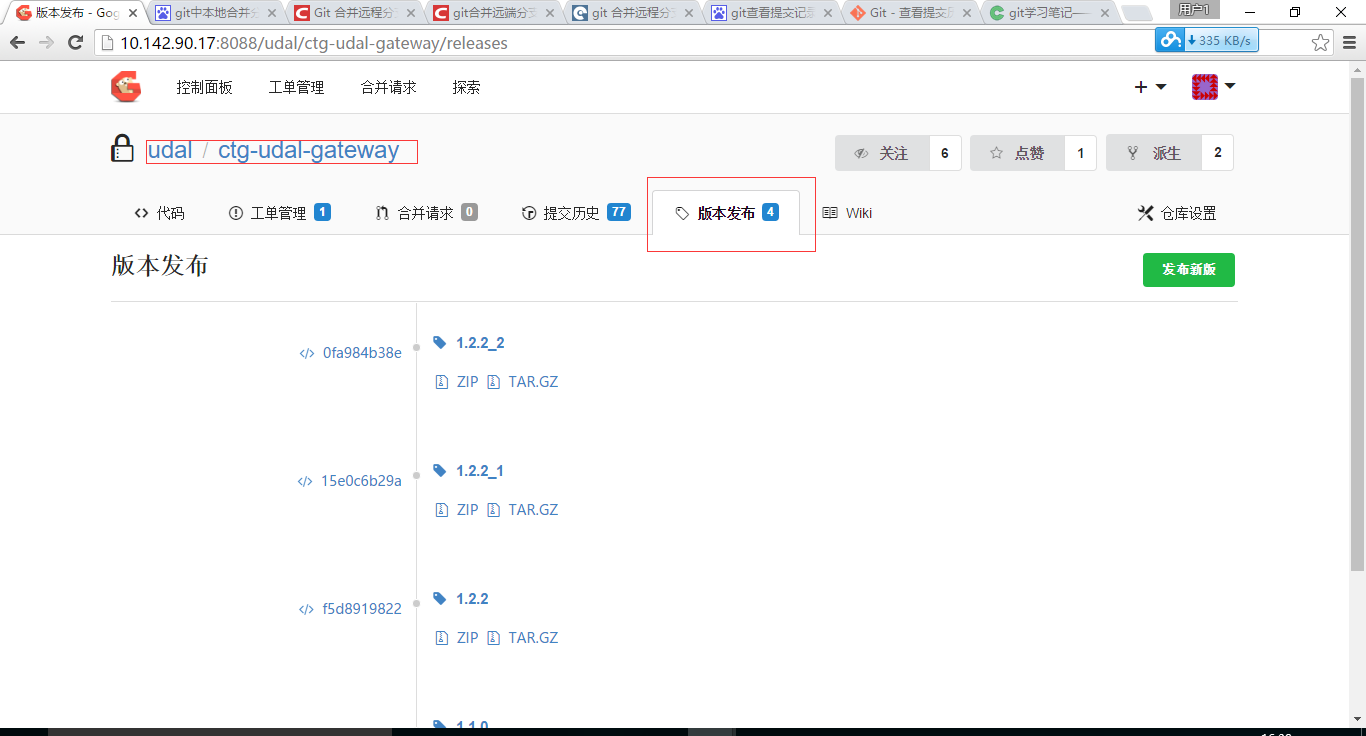 版本发布 - Gog git中本地合并分 Git 合并远程分 git合并远端分支 git 合并远程分支 git查看提交记录 Git - 查看提交历 git学习笔记—— 用户1
10.142.90.17:8088/udal/ctg-udal-gateway/releases 335 KB/s
控制面板 工单管理 合并请求 探索
udal / ctg-udal-gateway 关注 6 点赞 1 派生 2
代码 工单管理 1 合并请求 0 提交历史 77 版本发布 4 Wiki 仓库设置
版本发布 发布新版
0fa984b38e 1.2.2_2
ZIP TAR.GZ
15e0c6b29a 1.2.2_1
ZIP TAR.GZ
f5d8919822 1.2.2
ZIP TAR.GZ
1.1.0